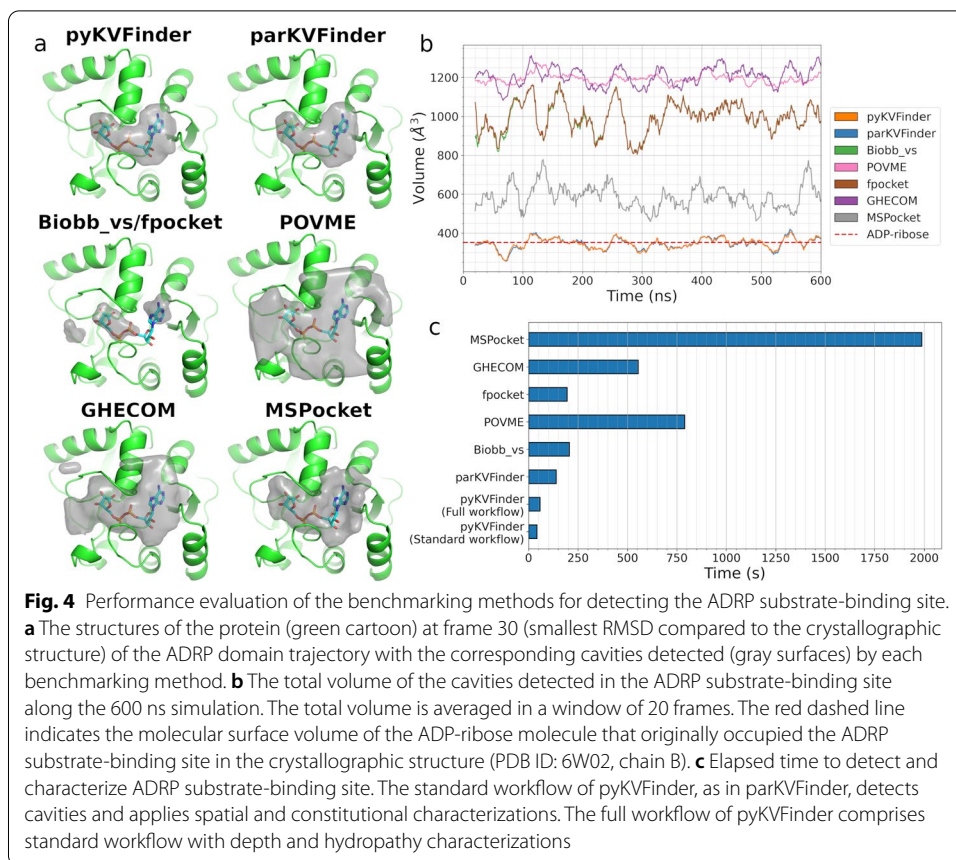 a
pyKVFinder
parKVFinder
Biobb_vs/fpocket
POVME
GHECOM
MSPocket
b
Volume (Å³)
1200
1000
800
600
400
0
100
200
300
400
500
600
Time (ns)
pyKVFinder
parKVFinder
Biobb_vs
POVME
fpocket
GHECOM
MSPocket
ADP-ribose
c
MSPocket
GHECOM
fpocket
POVME
Biobb_vs
parKVFinder
pyKVFinder
(Full workflow)
pyKVFinder
(Standard workflow)
0
250
500
750
1000
1250
1500
1750
2000
Time (s)
Fig. 4 Performance evaluation of the benchmarking methods for detecting the ADRP substrate-binding site.
a The structures of the protein (green cartoon) at frame 30 (smallest RMSD compared to the crystallographic
structure) of the ADRP domain trajectory with the corresponding cavities detected (gray surfaces) by each
benchmarking method. b The total volume of the cavities detected in the ADRP substrate-binding site
along the 600 ns simulation. The total volume is averaged in a window of 20 frames. The red dashed line
indicates the molecular surface volume of the ADP-ribose molecule that originally occupied the ADRP
substrate-binding site in the crystallographic structure (PDB ID: 6W02, chain B). c Elapsed time to detect and
characterize ADRP substrate-binding site. The standard workflow of pyKVFinder, as in parKVFinder, detects
cavities and applies spatial and constitutional characterizations. The full workflow of pyKVFinder comprises
standard workflow with depth and hydropathy characterizations